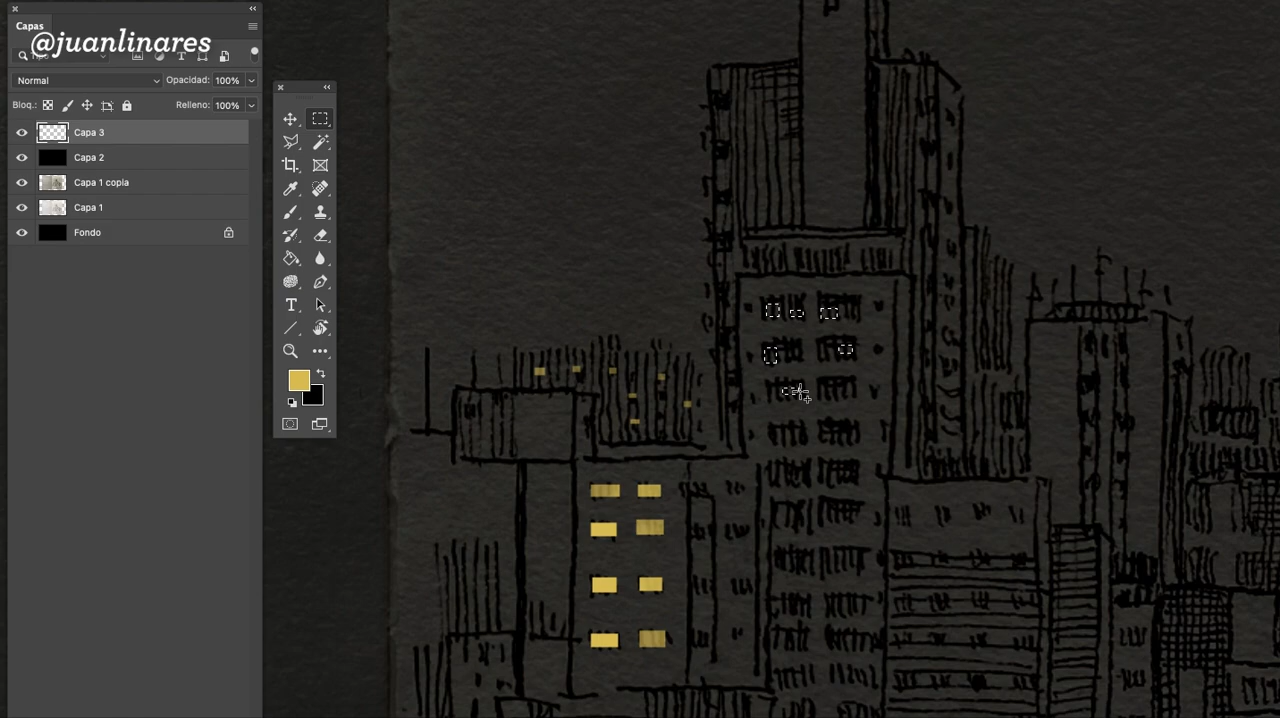 Capas
@juanlinares
Normal
Opacidad: 100%
Bloq.:
Relleno: 100%
Capa 3
Capa 2
Capa 1 copia
Capa 1
Fondo